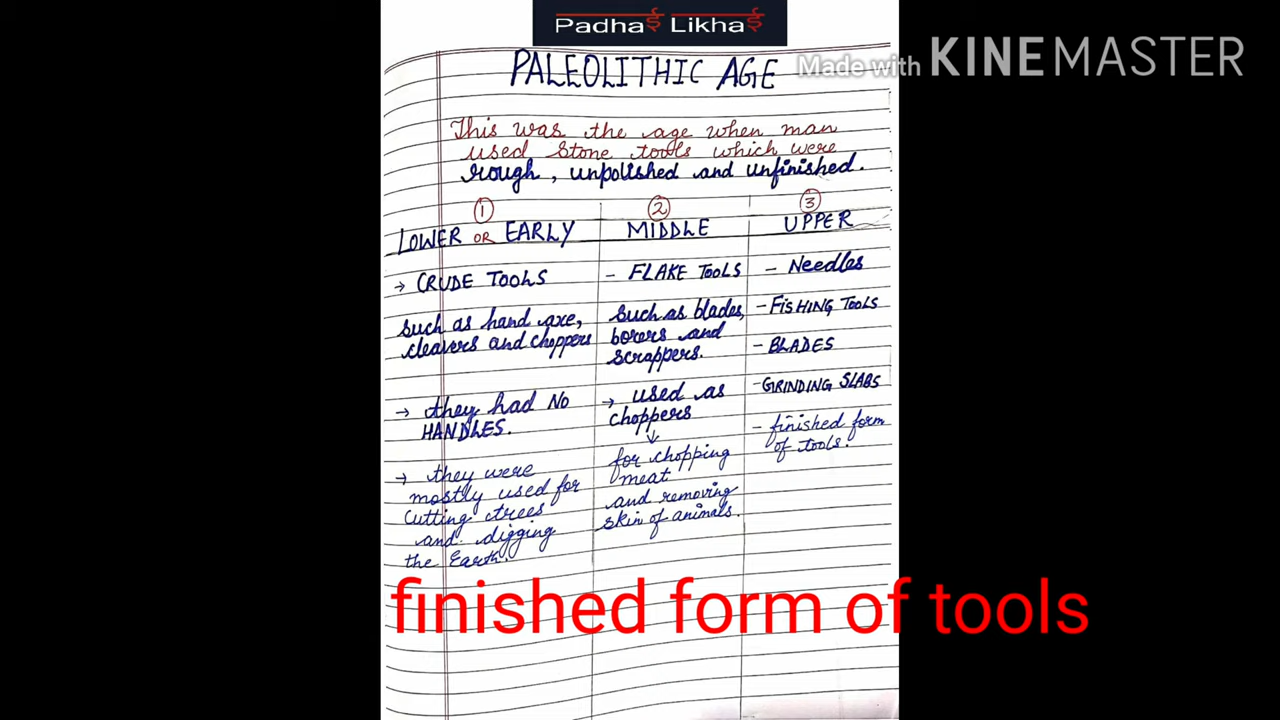 Padhaई Likhaई
Made with KINEMASTER
PALEOLITHIC AGE
This was the age when man
used stone tools which were
rough, unpolished and unfinished.
① ② ③
LOWER OR EARLY
→ CRUDE TOOLS
such as hand axe,
cleavers and choppers
→ they had NO
HANDLES.
→ they were
mostly used for
cutting trees
and digging
the Earth.
MIDDLE
- FLAKE TOOLS
such as blades,
borers and
scrappers.
→ used as
choppers
↓
for chopping
meat
and removing
skin of animals.
UPPER
- Needles
- FISHING TOOLS
- BLADES
- GRINDING SLABS
- finished form
of tools.
finished form of tools